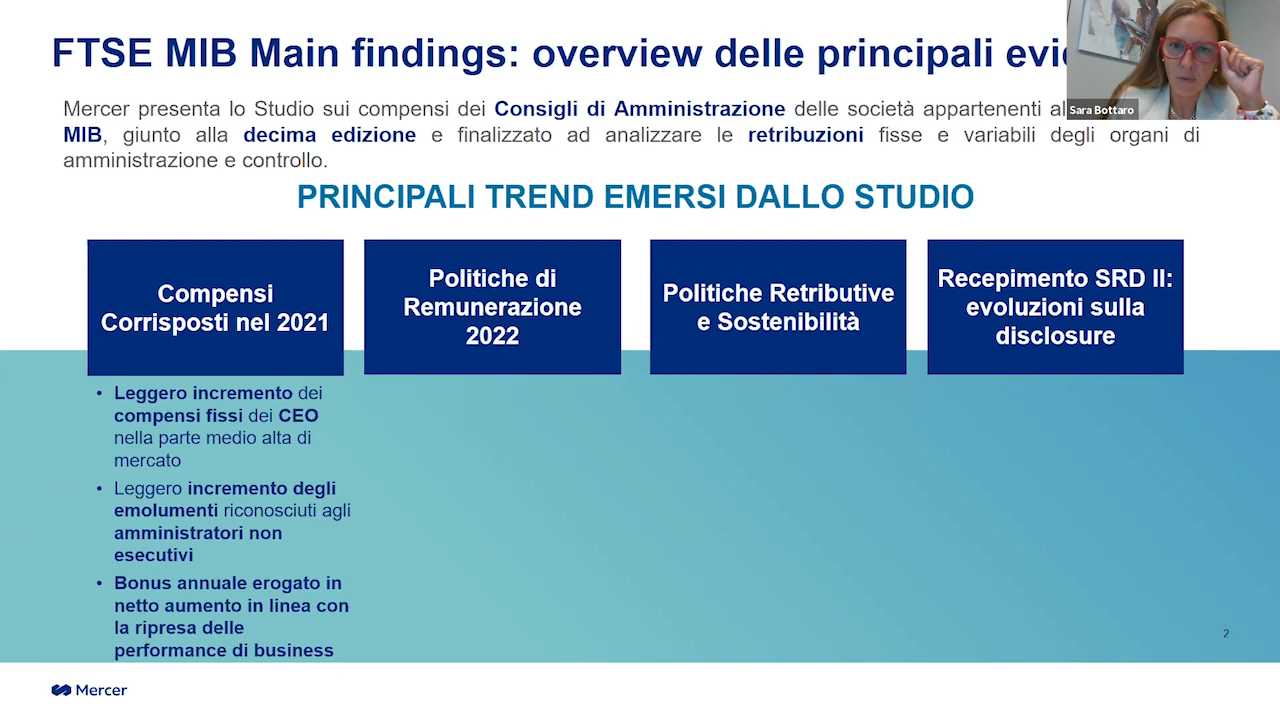 FTSE MIB Main findings: overview delle principali
Sara Bottaro
Mercer presenta lo Studio sui compensi dei Consigli di Amministrazione delle società appartenenti
MIB, giunto alla decima edizione e finalizzato ad analizzare le retribuzioni fisse e variabili degli organi di
amministrazione e controllo.
PRINCIPALI TREND EMERSI DALLO STUDIO
Compensi
Corrisposti nel 2021
Politiche di
Remunerazione
2022
Politiche Retributive
e Sostenibilità
Recepimento SRD II:
evoluzioni sulla
disclosure
• Leggero incremento dei
compensi fissi dei CEO
nella parte medio alta di
mercato
• Leggero incremento degli
emolumenti riconosciuti agli
amministratori non
esecutivi
• Bonus annuale erogato in
netto aumento in linea con
la ripresa delle
performance di business
2
Mercer